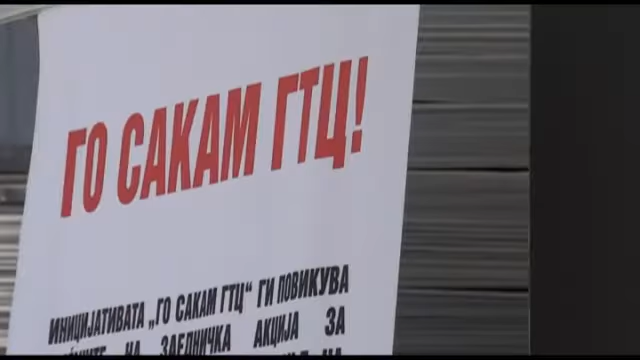 ГО САКАМ ГТЦ!
ИНИЦИЈАТИВАТА „ГО САКАМ ГТЦ“ ГИ ПОВИКУВА
НА ЗАЕДНИЧКА АКЦИЈА ЗА